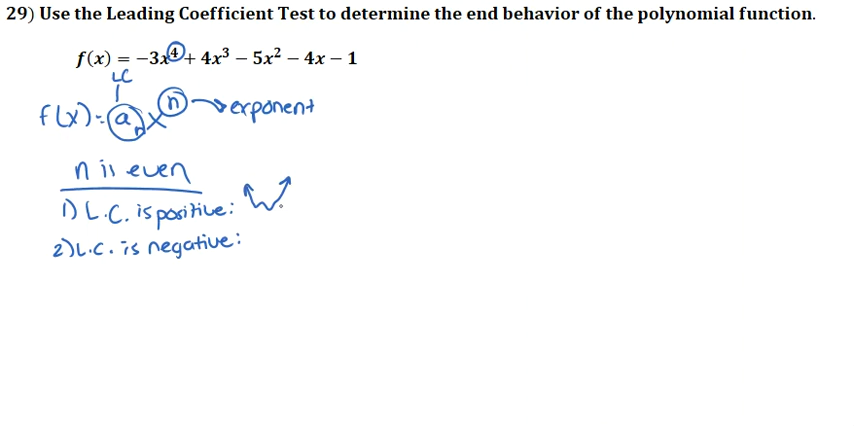 29) Use the Leading Coefficient Test to determine the end behavior of the polynomial function.
f(x) = −3x⁴ + 4x³ − 5x² − 4x − 1
LC
f(x) = aₙxⁿ → exponent
n is even
1) L.C. is positive:
2) L.C. is negative: